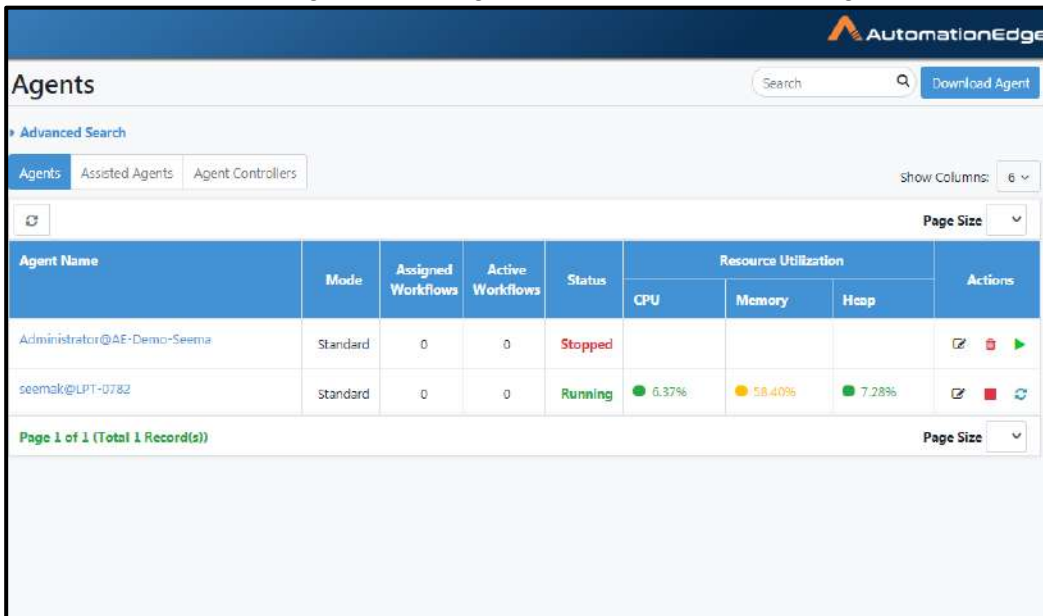 AutomationEdge
Agents
Search
Download Agent
Advanced Search
Agents Assisted Agents Agent Controllers
Show Columns: 6
Page Size
Agent Name Mode Assigned Workflows Active Workflows Status Resource Utilization Actions
CPU Memory Heap
Administrator@AE-Demo-Seema Standard 0 0 Stopped
seemak@LPT-0782 Standard 0 0 Running 6.37% 58.40% 7.28%
Page 1 of 1 (Total 1 Record(s)) Page Size